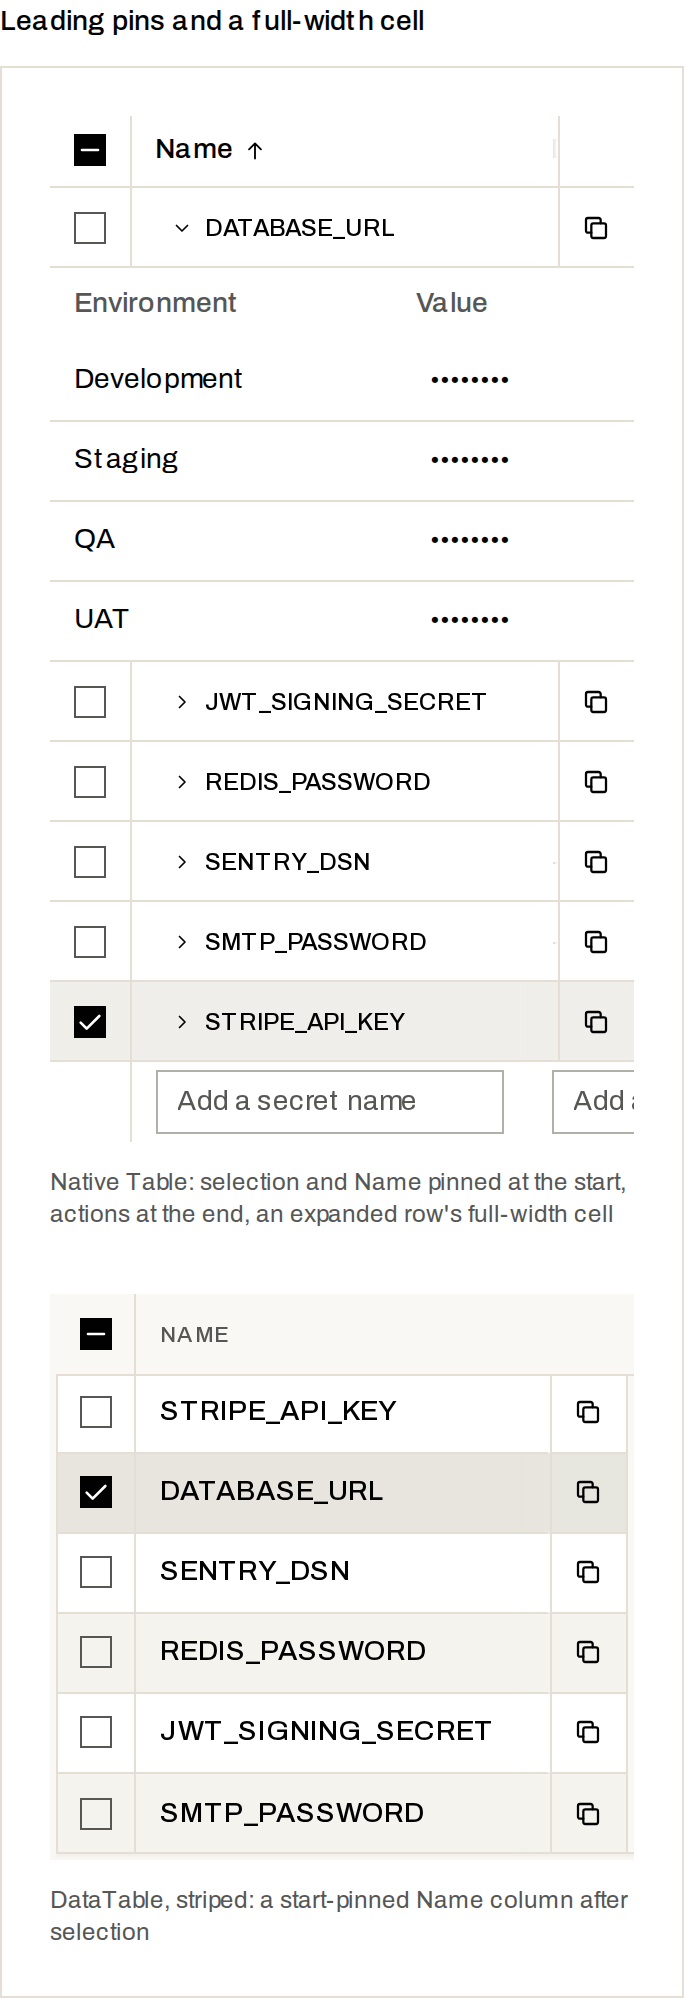 Leading pins and a full-width cell
Name ↑
DATABASE_URL
Environment Value
Development ••••••••
Staging ••••••••
QA ••••••••
UAT ••••••••
JWT_SIGNING_SECRET
REDIS_PASSWORD
SENTRY_DSN
SMTP_PASSWORD
STRIPE_API_KEY
Add a secret name Add
Native Table: selection and Name pinned at the start,
actions at the end, an expanded row's full-width cell
NAME
STRIPE_API_KEY
DATABASE_URL
SENTRY_DSN
REDIS_PASSWORD
JWT_SIGNING_SECRET
SMTP_PASSWORD
DataTable, striped: a start-pinned Name column after
selection